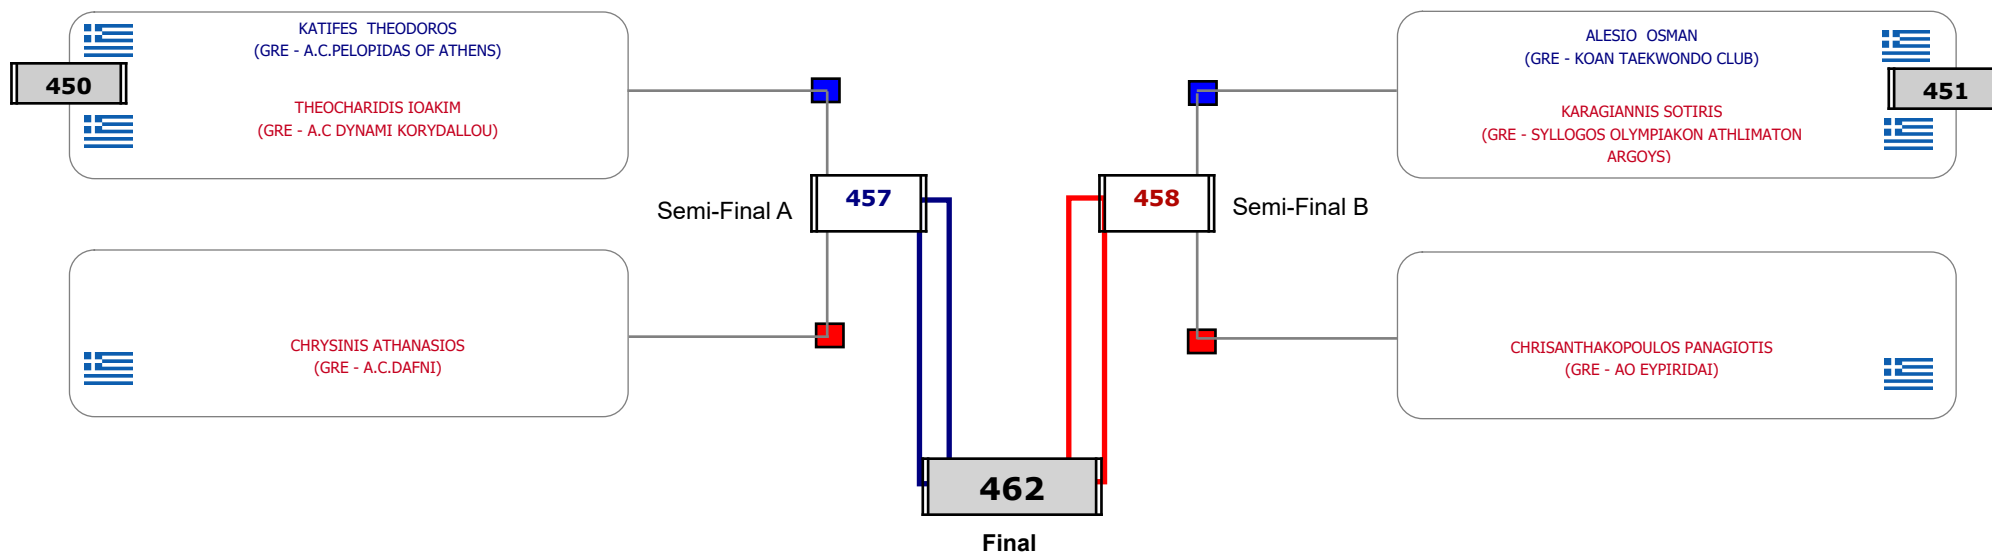 KATIFES  THEODOROS
(GRE - A.C.PELOPIDAS OF ATHENS)
450
THEOCHARIDIS IOAKIM
(GRE - A.C DYNAMI KORYDALLOU)
ALESIO  OSMAN
(GRE - KOAN TAEKWONDO CLUB)
451
KARAGIANNIS SOTIRIS
(GRE - SYLLOGOS OLYMPIAKON ATHLIMATON
ARGOYS)
Semi-Final A
457
458
Semi-Final B
CHRYSINIS ATHANASIOS
(GRE - A.C.DAFNI)
CHRISANTHAKOPOULOS PANAGIOTIS
(GRE - AO EYPIRIDAI)
462
Final